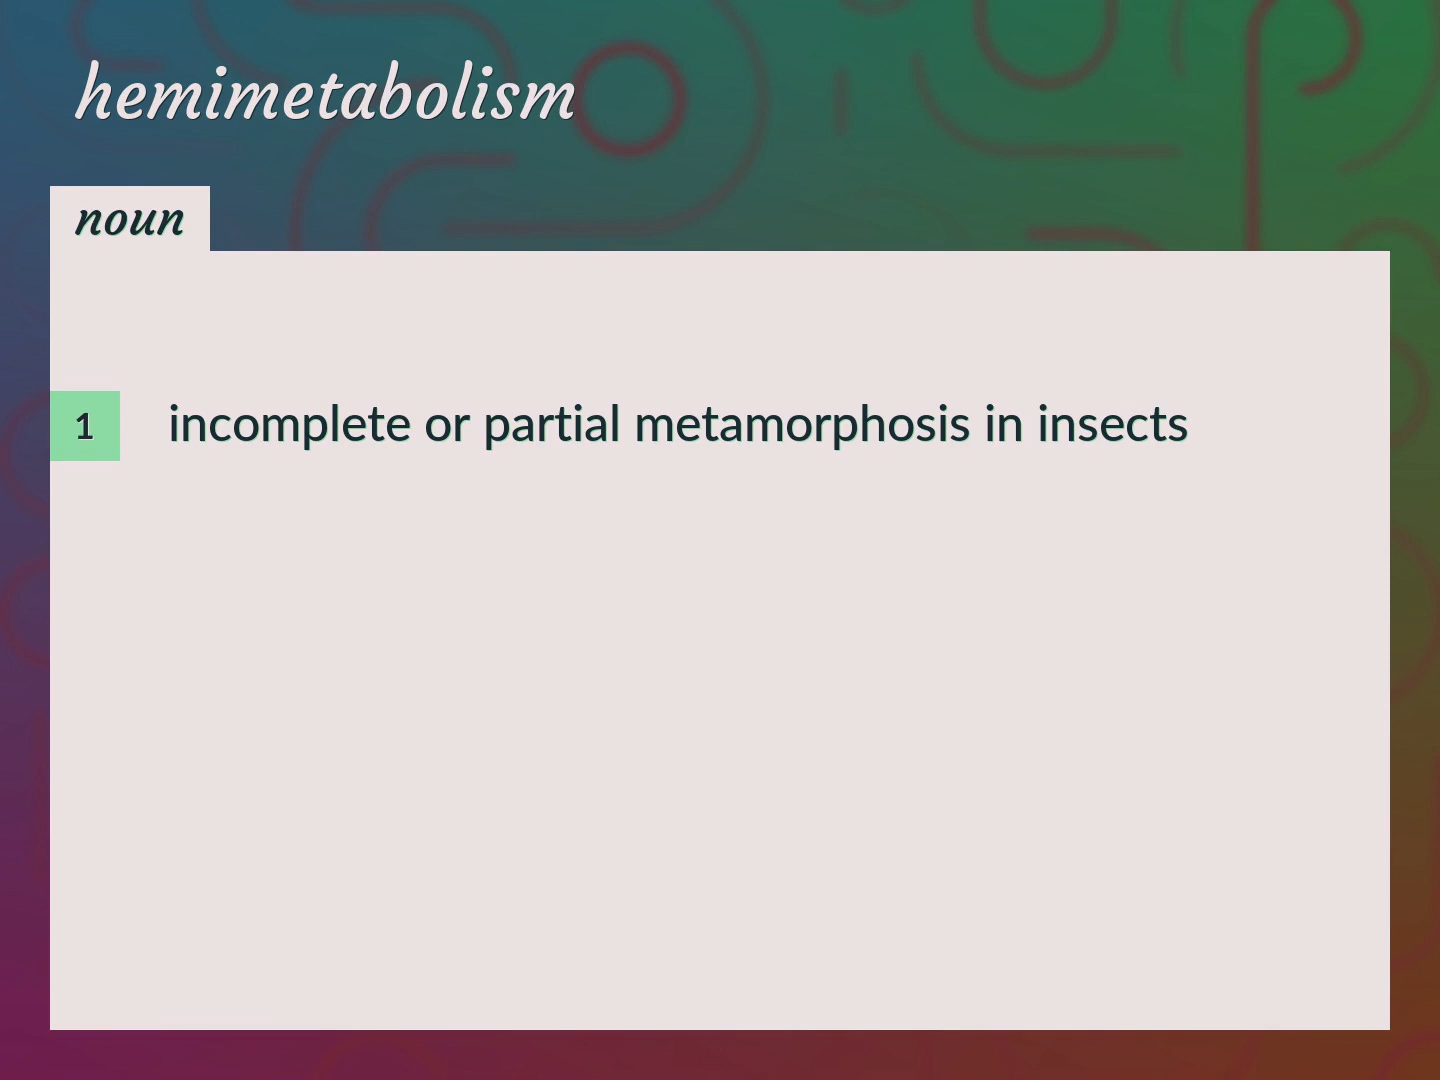 hemimetabolism
noun
1 incomplete or partial metamorphosis in insects